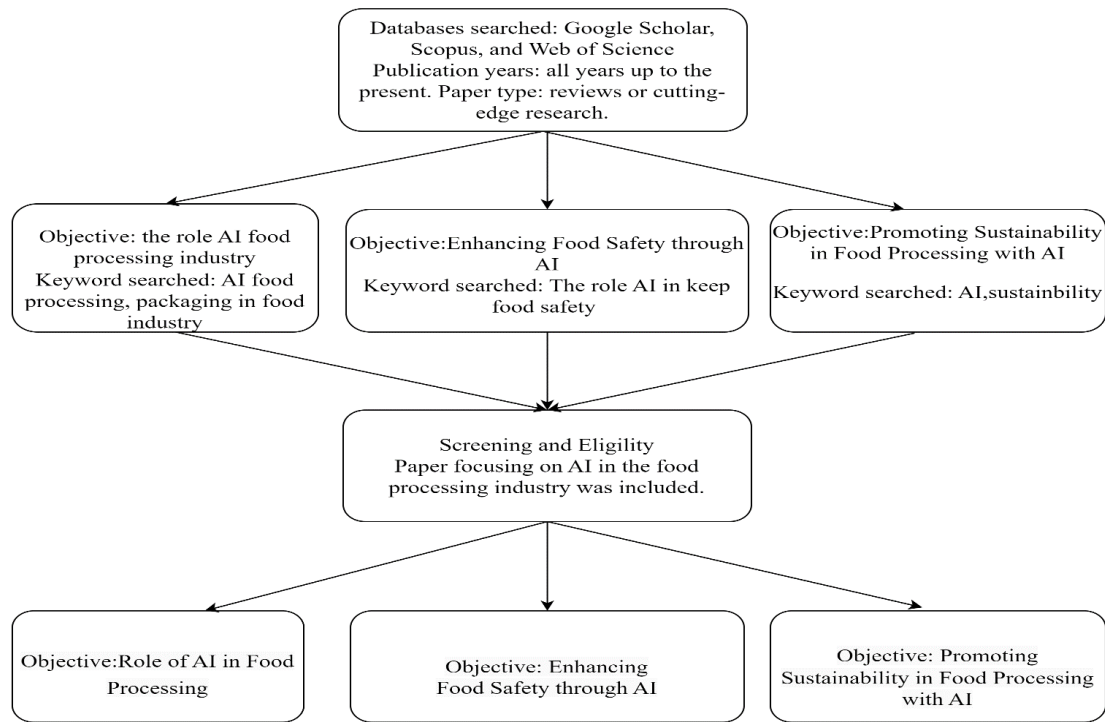 Databases searched: Google Scholar,
Scopus, and Web of Science
Publication years: all years up to the
present. Paper type: reviews or cutting-
edge research.
Objective: the role AI food
processing industry
Keyword searched: AI food
processing, packaging in food
industry
Objective:Enhancing Food Safety through
AI
Keyword searched: The role AI in keep
food safety
Objective:Promoting Sustainability
in Food Processing with AI
Keyword searched: AI,sustainbility
Screening and Eligility
Paper focusing on AI in the food
processing industry was included.
Objective:Role of AI in Food
Processing
Objective: Enhancing
Food Safety through AI
Objective: Promoting
Sustainability in Food Processing
with AI